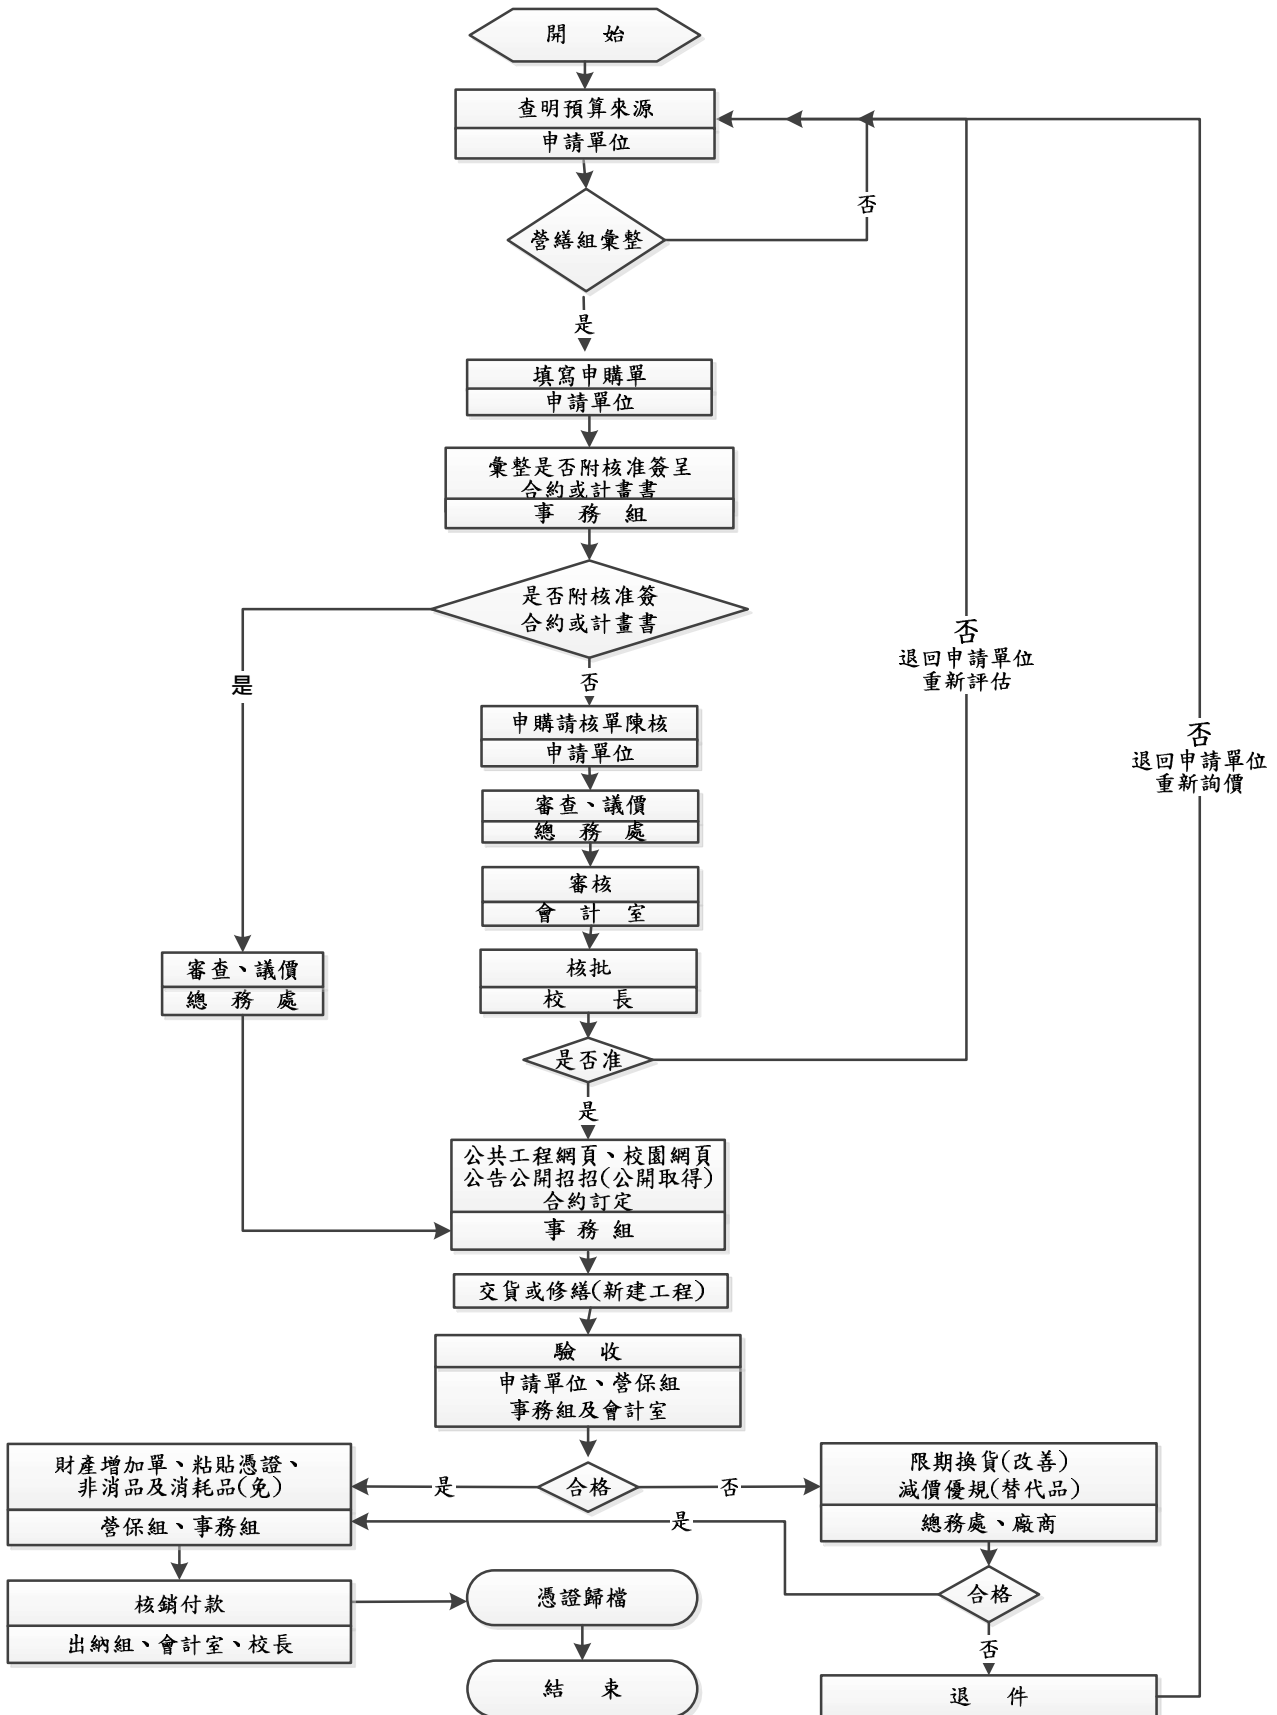 開 始
查明預算來源
申請單位
否
營繕組彙整
是
填寫申購單
申請單位
彙整是否附核准簽呈
合約或計畫書
事 務 組
是否附核准簽
合約或計畫書
否
退回申請單位
重新評估
是
否
申購請核單陳核
申請單位
否
退回申請單位
重新詢價
審查、議價
總 務 處
審核
會 計 室
核批
校 長
審查、議價
總 務 處
是否准
是
公共工程網頁、校園網頁
公告公開招招(公開取得)
合約訂定
事 務 組
交貨或修繕(新建工程)
驗 收
申請單位、營保組
事務組及會計室
財產增加單、粘貼憑證、
非消品及消耗品(免)
營保組、事務組
是
合格
否
限期換貨(改善)
減價優規(替代品)
總務處、廠商
是
核銷付款
出納組、會計室、校長
憑證歸檔
合格
否
結 束
退 件